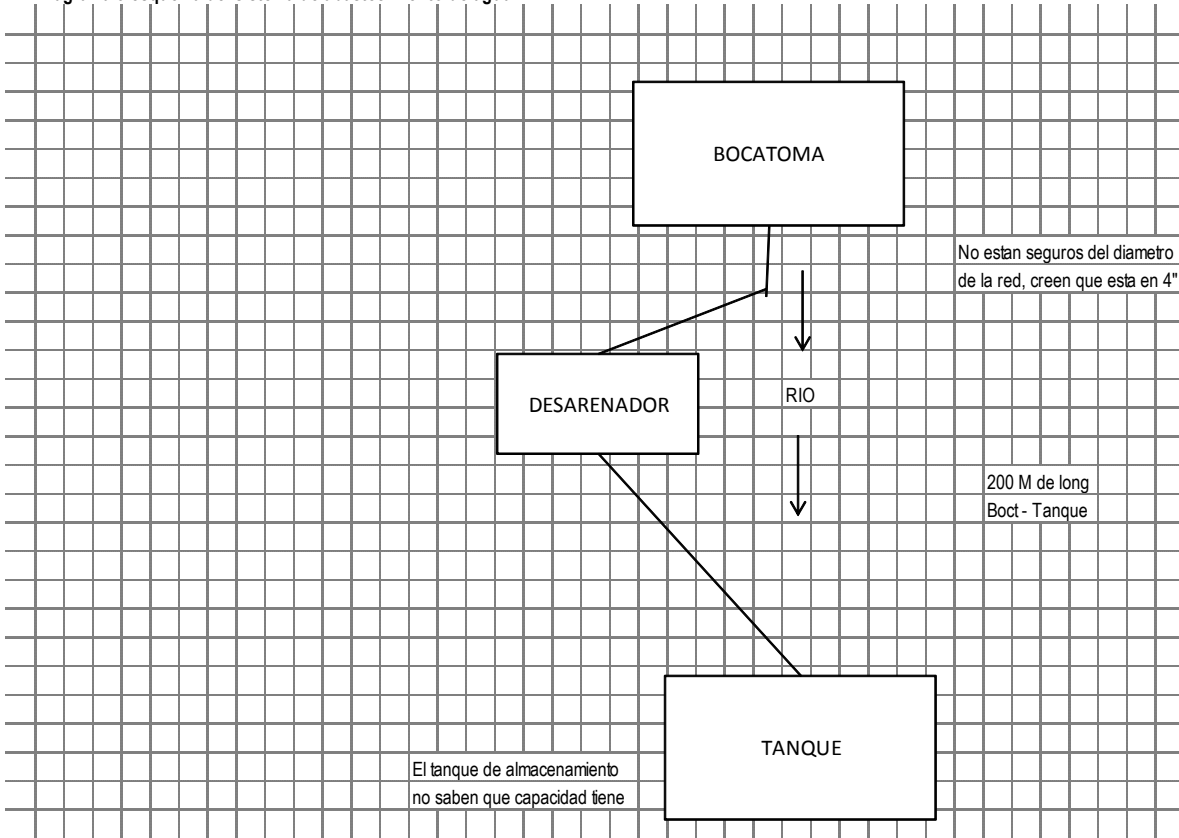 BOCATOMA
No estan seguros del diametro
de la red, creen que esta en 4"
DESARENADOR
RIO
200 M de long
Boct - Tanque
TANQUE
El tanque de almacenamiento
no saben que capacidad tiene